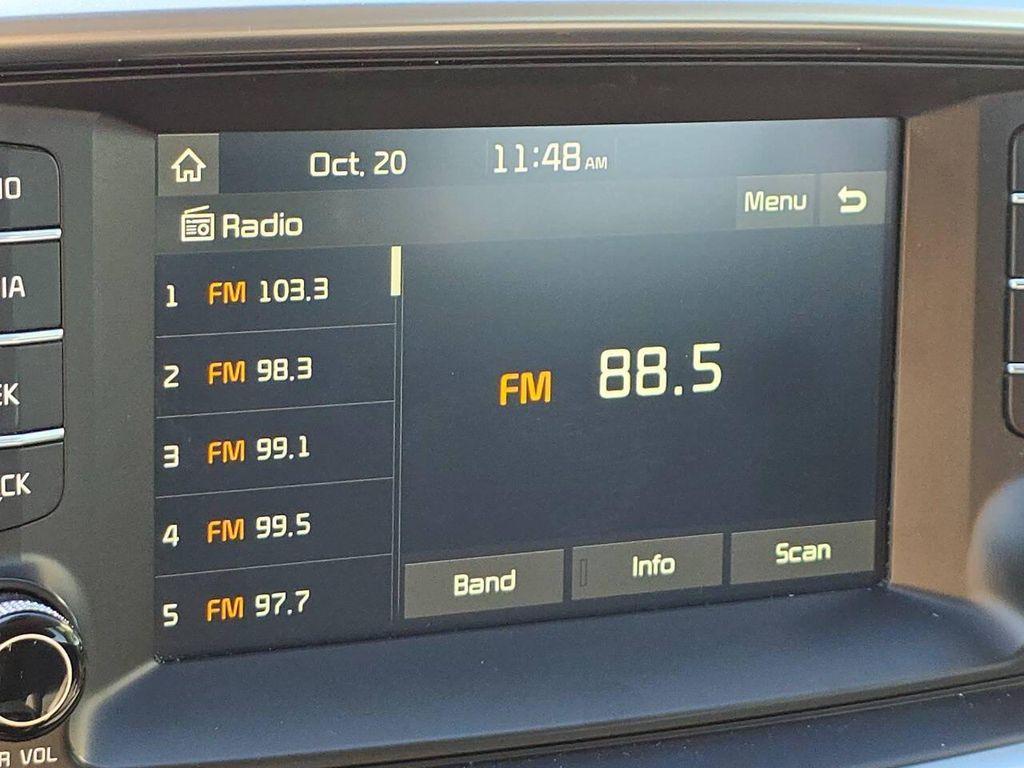 Oct. 20 11:48 AM
Radio Menu
1 FM 103.3
2 FM 98.3
3 FM 99.1
4 FM 99.5
5 FM 97.7
FM 88.5
Band Info Scan
VOL